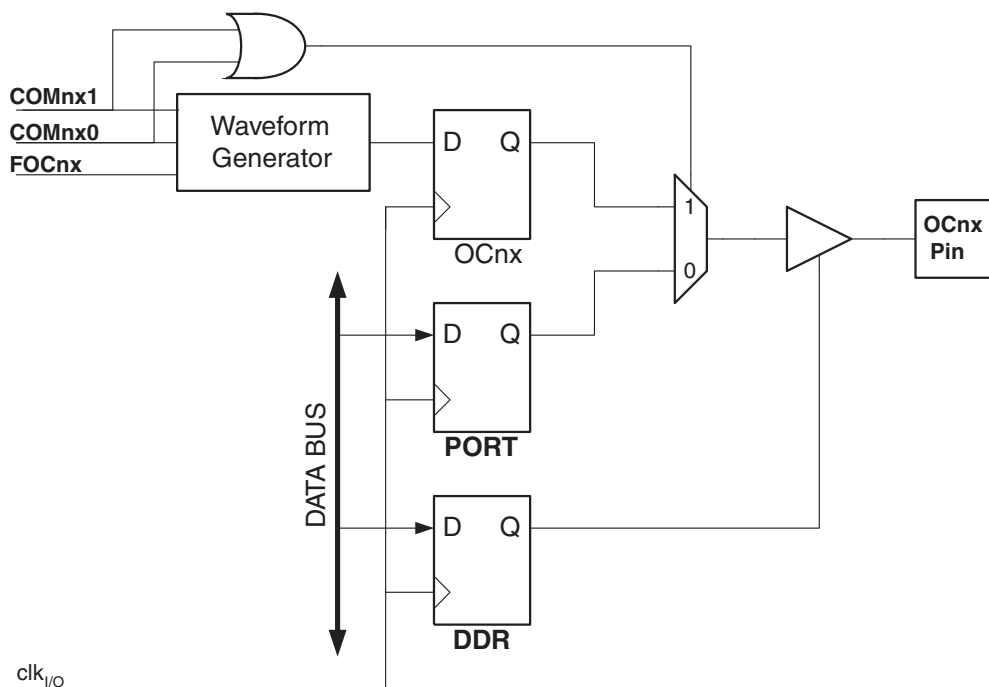 COMnx1
COMnx0
FOCnx
Waveform
Generator
D Q
OCnx
1
0
OCnx
Pin
D Q
PORT
DATA BUS
D Q
DDR
clkI/O